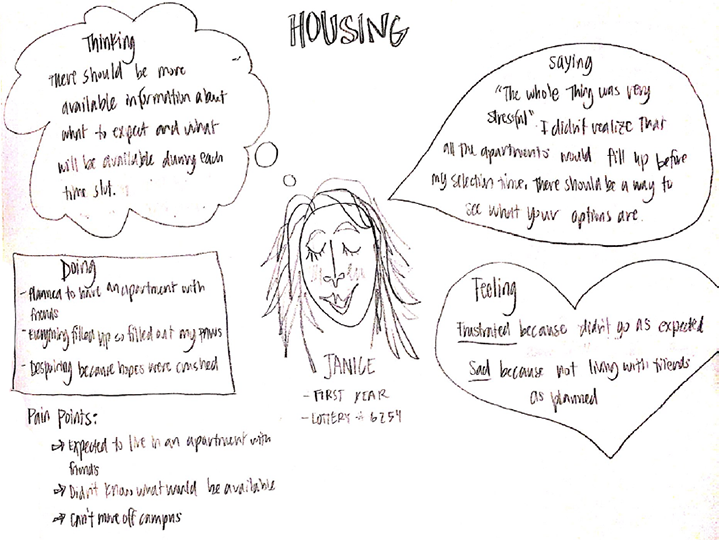 HOUSING
Thinking
There should be more
available information about
what to expect and what
will be available during each
time slot.
Saying
"The whole thing was very
stressful" I didn't realize that
all the apartments would fill up before
my selection time. There should be a way to
see what your options are.
Doing
- Planned to have an apartment with
friends
- Everything filled up so filled out my
- Despairing because hopes were crushed
Feeling
Frustrated because didn't go as expected
Sad because not living with friends
as planned
JANICE
- FIRST YEAR
- LOTTERY # 6254
Pain Points:
→ Expected to live in an apartment with
friends
→ Didn't know what would be available
→ Can't move off campus